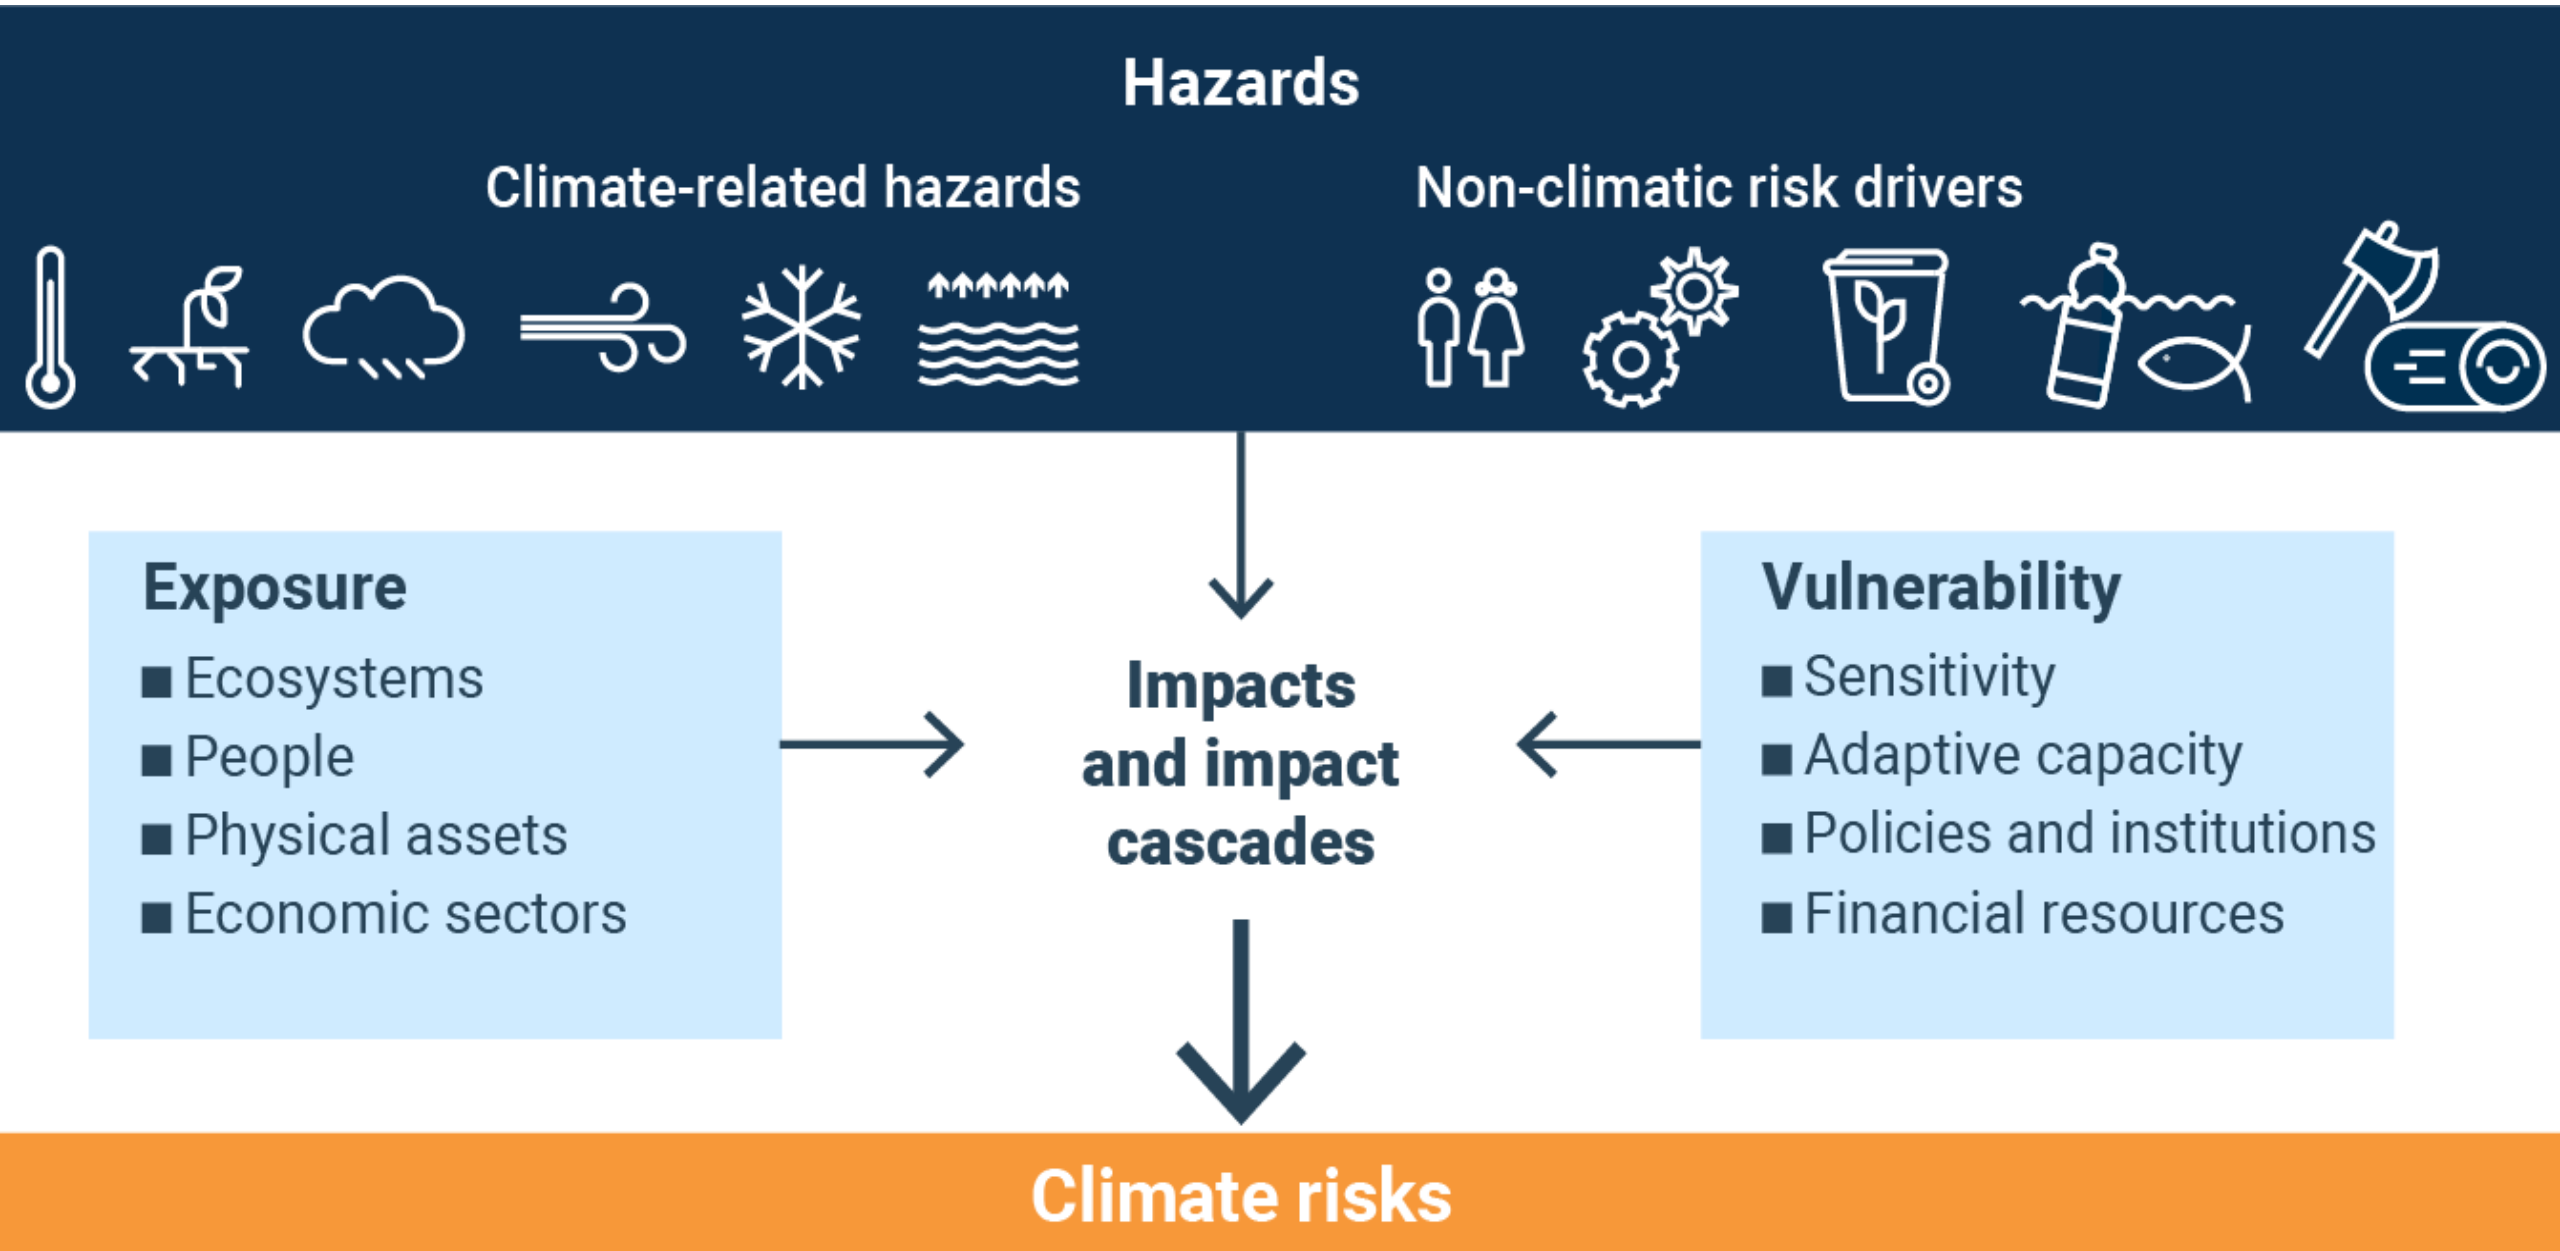 Hazards
Climate-related hazards
Non-climatic risk drivers
Exposure
Ecosystems
People
Physical assets
Economic sectors
Impacts
and impact
cascades
Vulnerability
Sensitivity
Adaptive capacity
Policies and institutions
Financial resources
Climate risks